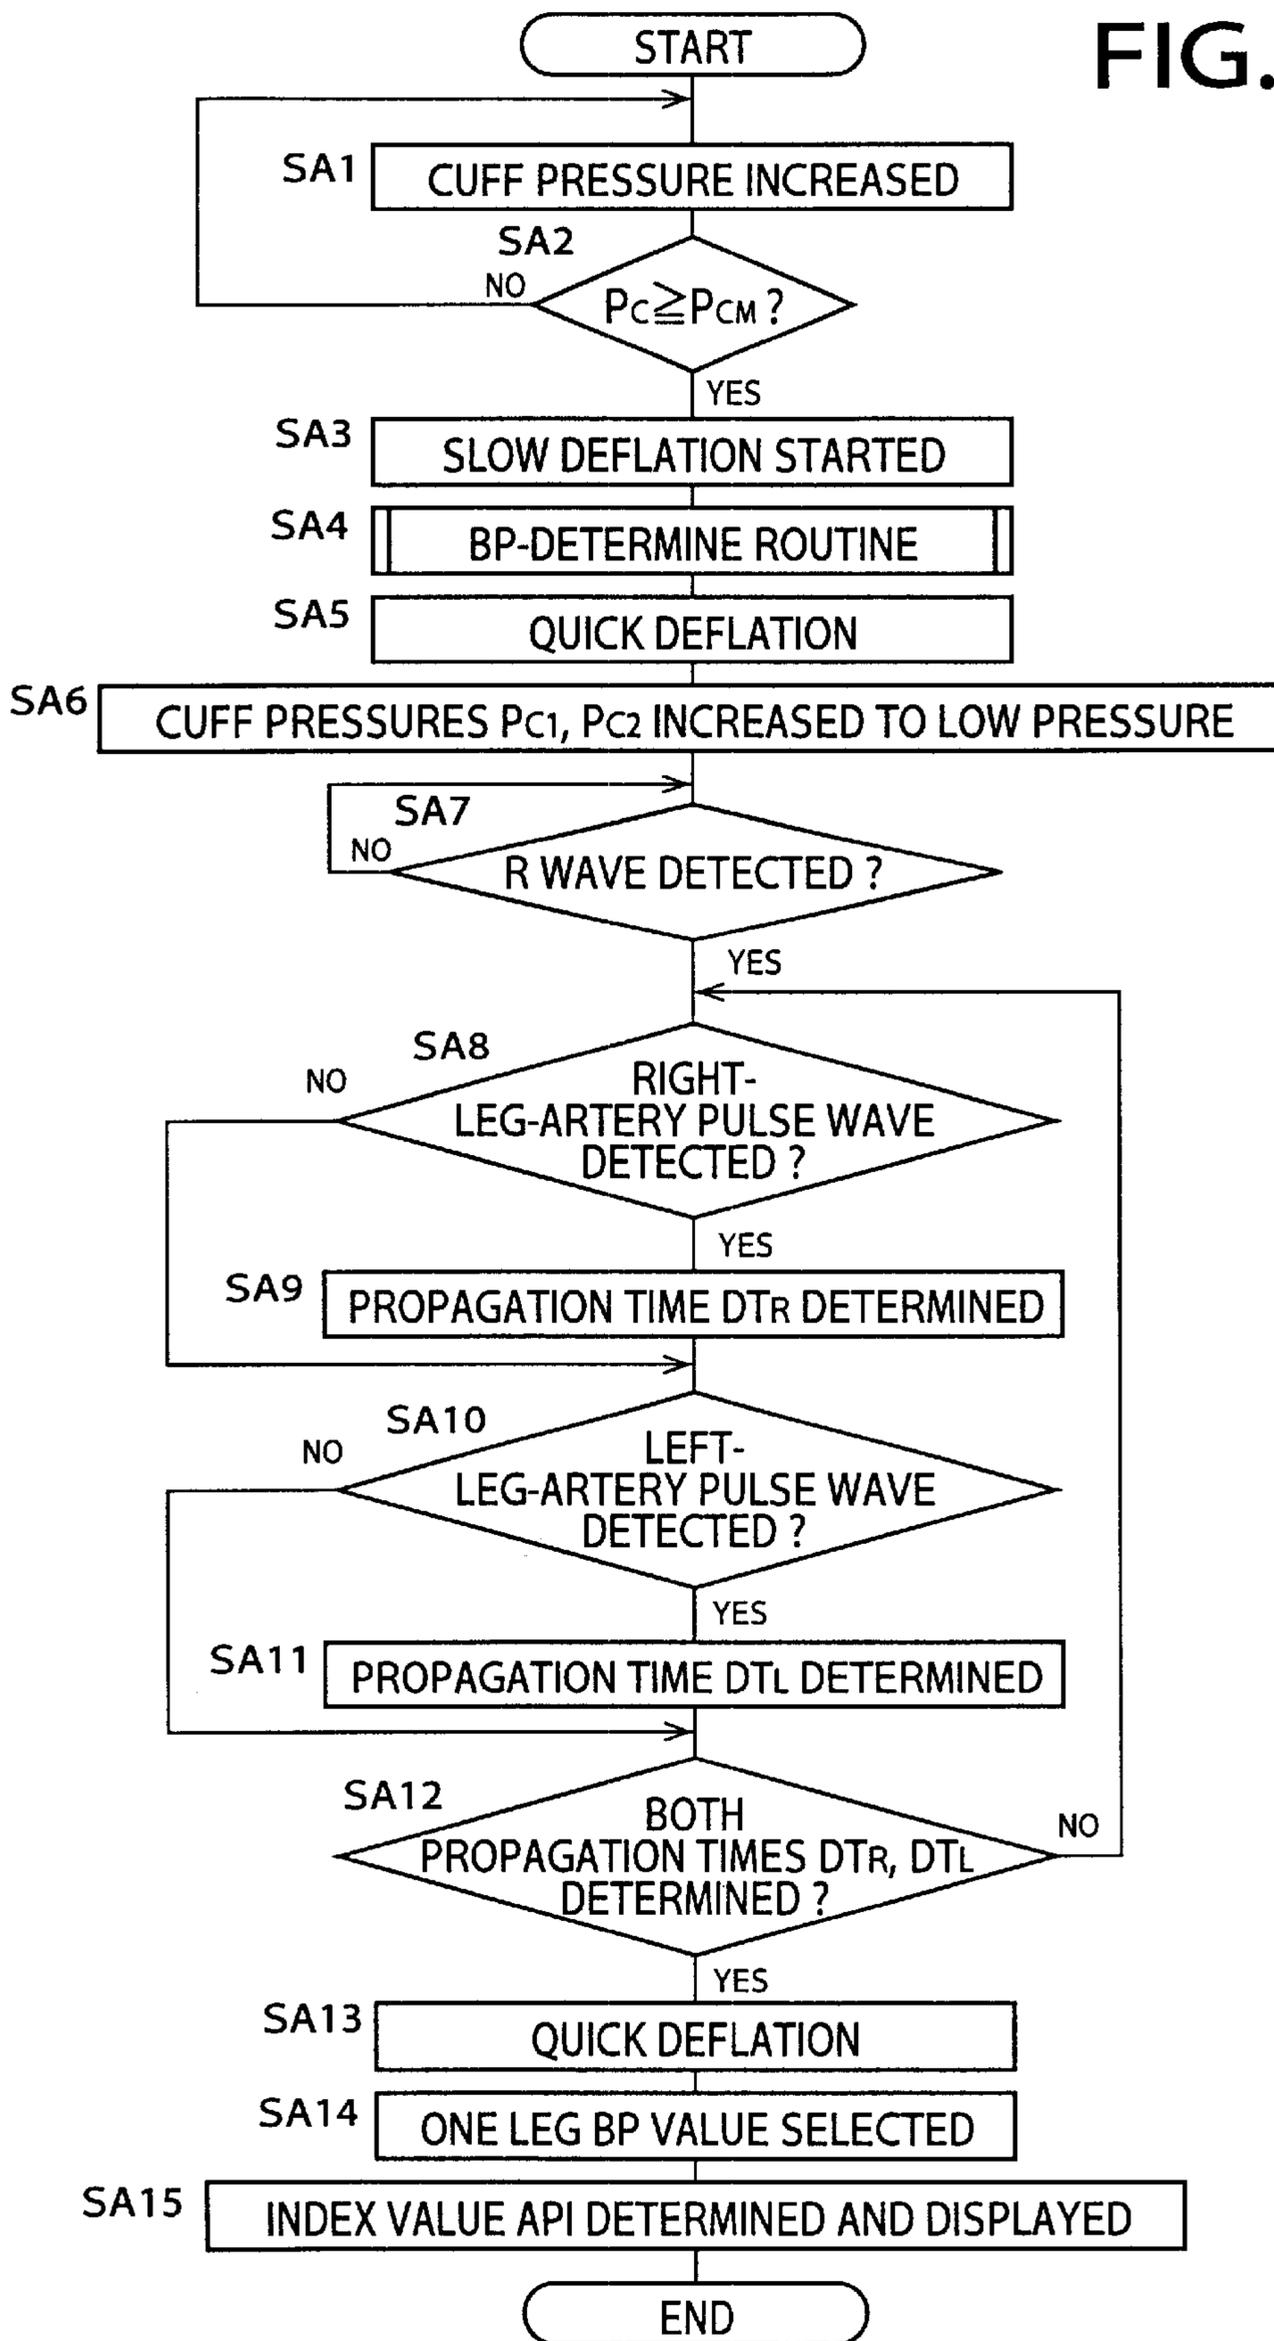 START
FIG.
SA1
CUFF PRESSURE INCREASED
SA2
NO
PC≧PCM ?
YES
SA3
SLOW DEFLATION STARTED
SA4
BP-DETERMINE ROUTINE
SA5
QUICK DEFLATION
SA6
CUFF PRESSURES PC1, PC2 INCREASED TO LOW PRESSURE
SA7
NO
R WAVE DETECTED ?
YES
SA8
NO
RIGHT-
LEG-ARTERY PULSE WAVE
DETECTED ?
YES
SA9
PROPAGATION TIME DTR DETERMINED
SA10
NO
LEFT-
LEG-ARTERY PULSE WAVE
DETECTED ?
YES
SA11
PROPAGATION TIME DTL DETERMINED
SA12
BOTH
PROPAGATION TIMES DTR, DTL
DETERMINED ?
NO
YES
SA13
QUICK DEFLATION
SA14
ONE LEG BP VALUE SELECTED
SA15
INDEX VALUE API DETERMINED AND DISPLAYED
END